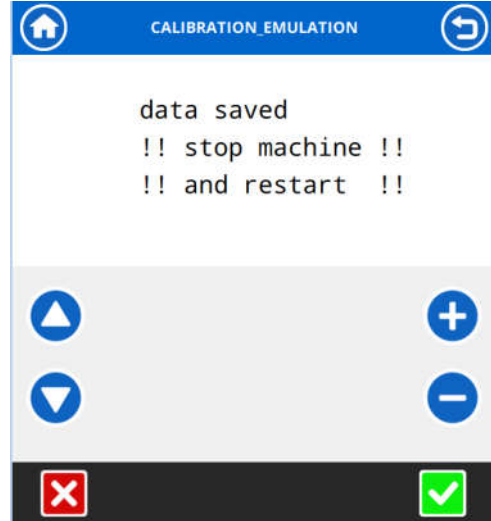 CALIBRATION_EMULATION
data saved
!! stop machine !!
!! and restart  !!